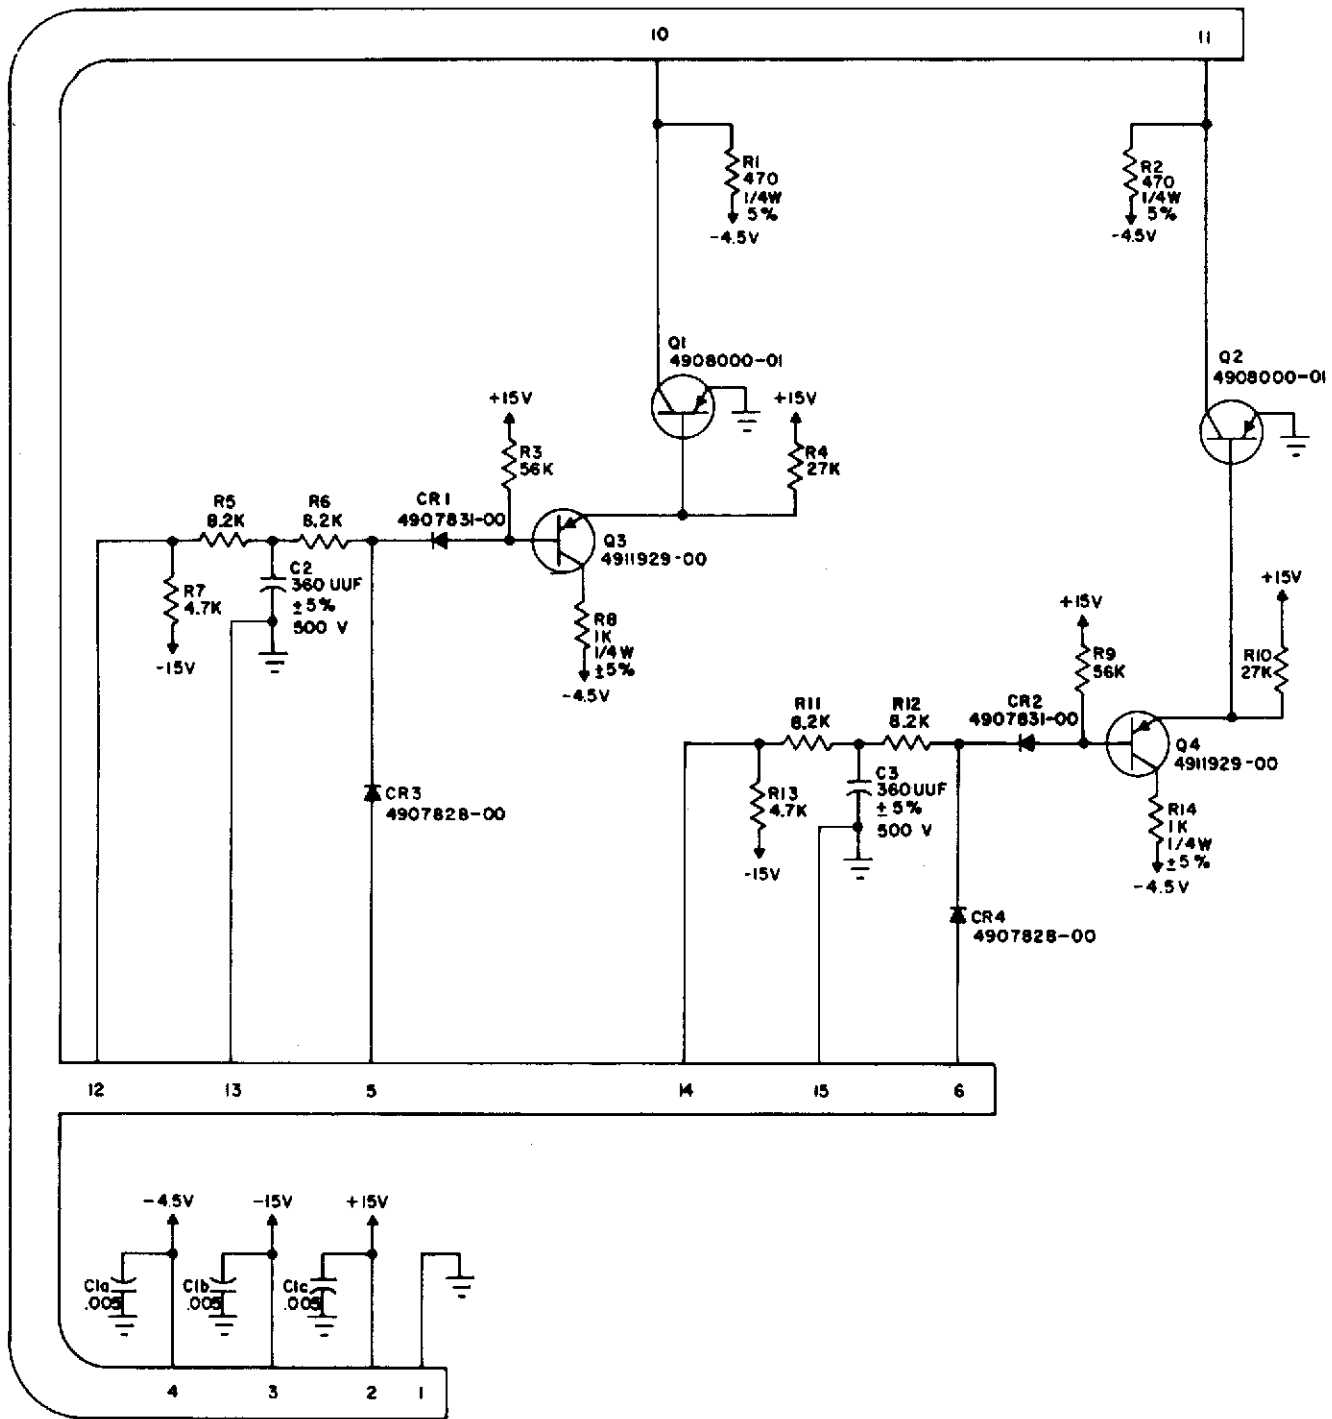 10
11
R1
470
1/4W
5%
-4.5V
R2
470
1/4W
5%
-4.5V
Q1
4908000-01
Q2
4908000-01
+15V
R3
56K
+15V
R4
27K
R5
8.2K
R6
8.2K
CR1
4907831-00
Q3
4911929-00
R7
4.7K
-15V
C2
360 UUF
±5%
500 V
R8
1K
1/4W
±5%
-4.5V
+15V
R9
56K
+15V
R10
27K
R11
8.2K
R12
8.2K
CR2
4907831-00
Q4
4911929-00
CR3
4907828-00
R13
4.7K
-15V
C3
360UUF
±5%
500 V
R14
1K
1/4W
±5%
-4.5V
CR4
4907828-00
12
13
5
14
15
6
-4.5V
-15V
+15V
C1a
.005
C1b
.005
C1c
.005
4
3
2
1